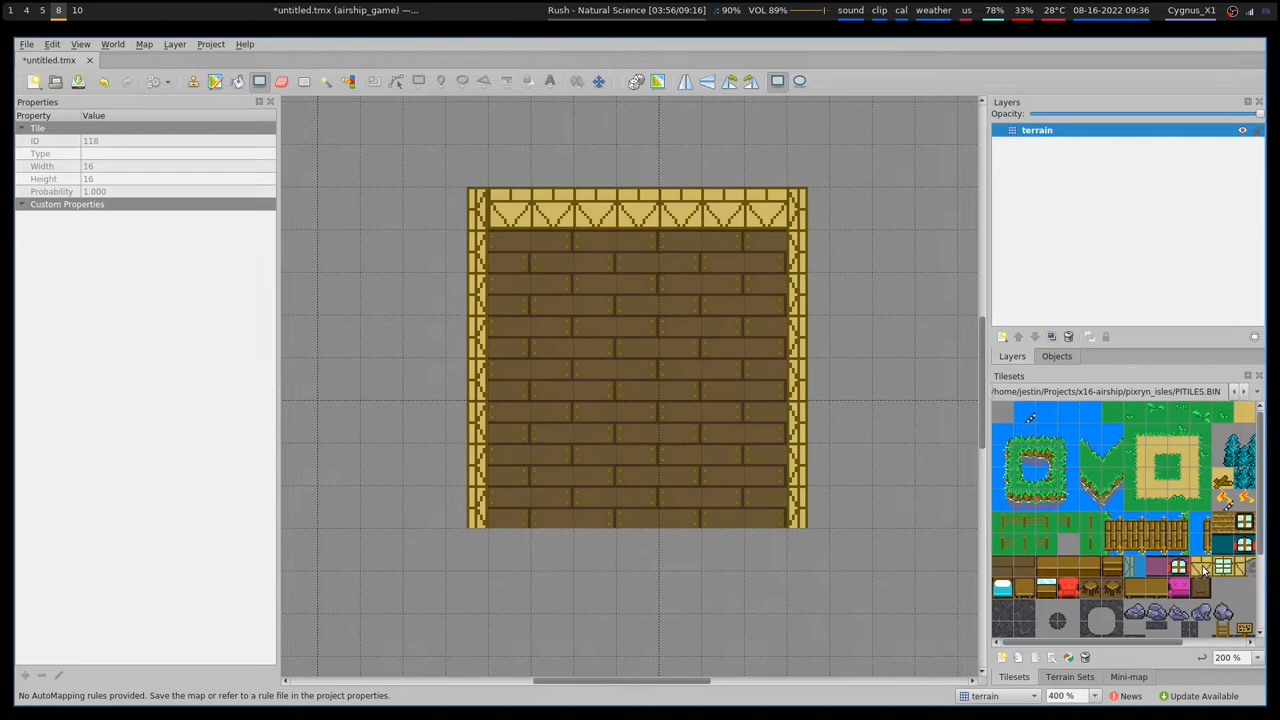 1 4 5 8 10 *untitled.tmx (airship_game) —... Rush - Natural Science [03:56/09:16] : 90% VOL 89% sound clip cal weather us 78% 33% 28°C 08-16-2022 09:36 Cygnus_X1 EN
File Edit View World Map Layer Project Help
*untitled.tmx
Properties
Property Value
Tile
ID 118
Type
Width 16
Height 16
Probability 1.000
Custom Properties
Layers
Opacity:
terrain
Layers Objects
Tilesets
/home/jestin/Projects/x16-airship/pixryn_isles/PITILES.BIN
200 %
Tilesets Terrain Sets Mini-map
No AutoMapping rules provided. Save the map or refer to a rule file in the project properties.
terrain 400 % News Update Available